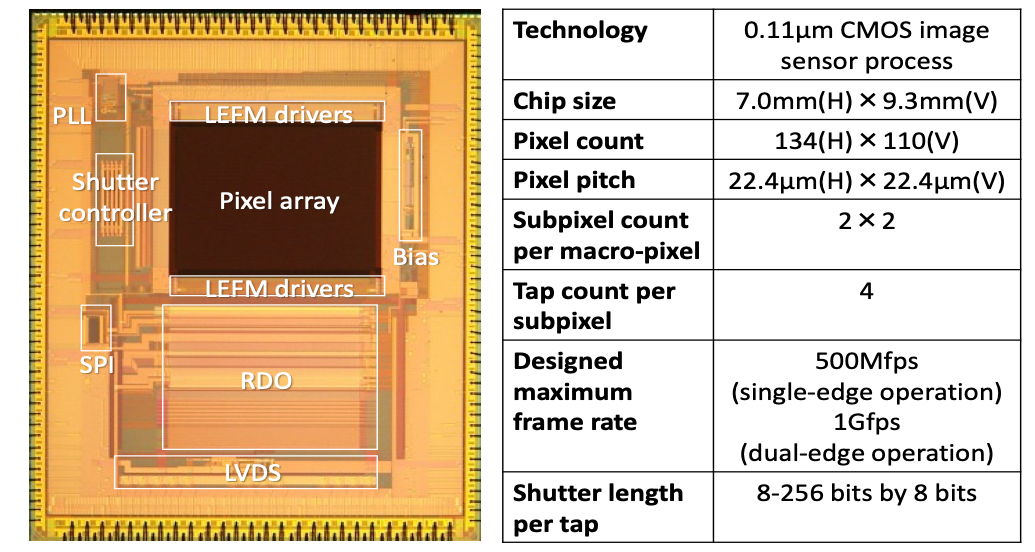 PLL
LEFM drivers
Shutter
controller
Pixel array
Bias
LEFM drivers
SPI
RDO
LVDS
Technology
0.11μm CMOS image
sensor process
Chip size
7.0mm(H) × 9.3mm(V)
Pixel count
134(H) × 110(V)
Pixel pitch
22.4μm(H) × 22.4μm(V)
Subpixel count
per macro-pixel
2 × 2
Tap count per
subpixel
4
Designed
maximum
frame rate
500Mfps
(single-edge operation)
1Gfps
(dual-edge operation)
Shutter length
per tap
8-256 bits by 8 bits